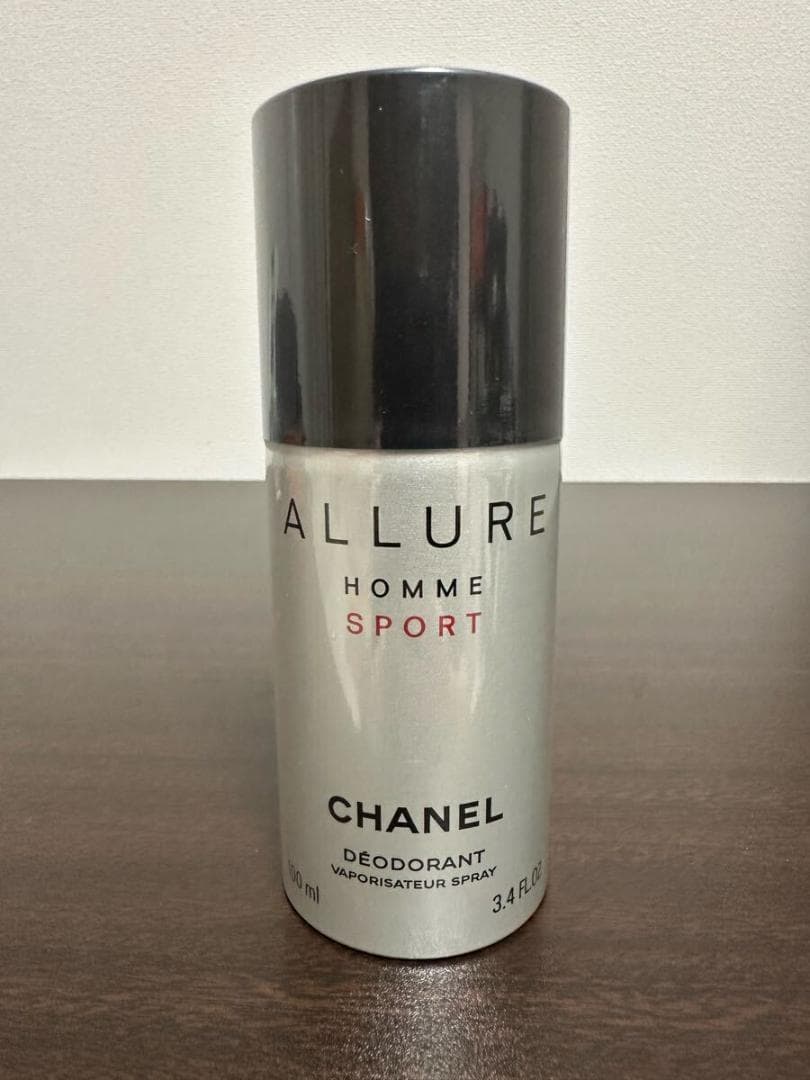 ALLURE
HOMME
SPORT
CHANEL
DÉODORANT
VAPORISATEUR SPRAY
100 ml
3.4 FL.OZ